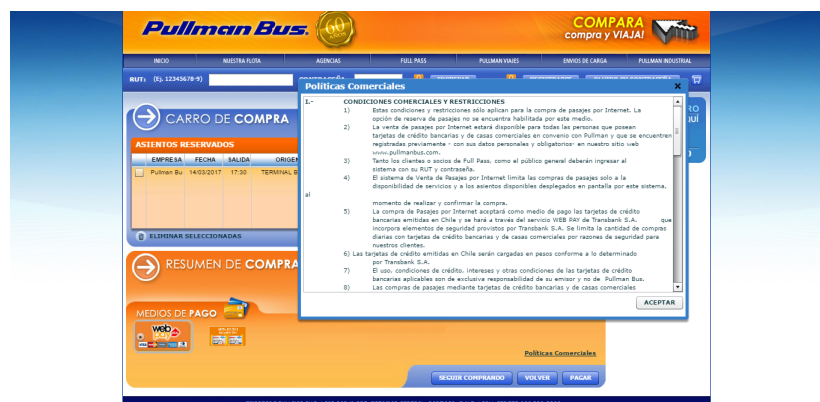 Pullman Bus.
60
AÑOS
COMPARA
compra y VIAJA!
INICIO
NUESTRA FLOTA
AGENCIAS
FULL PASS
PULLMAN VIAJES
ENVIOS DE CARGA
PULLMAN INDUSTRIAL
RUT: (Ej. 12345678-9)
CARRO DE COMPRA
ASIENTOS RESERVADOS
EMPRESA FECHA SALIDA ORIGEN
Pullman Bu 14/03/2017 17:30 TERMINAL B
ELIMINAR SELECCIONADAS
RESUMEN DE COMPRA
MEDIOS DE PAGO
web
pay
Políticas Comerciales
I.- CONDICIONES COMERCIALES Y RESTRICCIONES
1) Estas condiciones y restricciones sólo aplican para la compra de pasajes por Internet. La
opción de reserva de pasajes no se encuentra habilitada por este medio.
2) La venta de pasajes por Internet estará disponible para todas las personas que posean
tarjetas de crédito bancarias y de casas comerciales en convenio con Pullman y que se encuentren
registradas previamente - con sus datos personales y obligatorios- en nuestro sitio web
www.pullmanbus.com.
3) Tanto los clientes o socios de Full Pass, como el público general deberán ingresar al
sistema con su RUT y contraseña.
4) El sistema de Venta de Pasajes por Internet limita las compras de pasajes solo a la
disponibilidad de servicios y a los asientos disponibles desplegados en pantalla por este sistema,
al
momento de realizar y confirmar la compra.
5) La compra de Pasajes por Internet aceptará como medio de pago las tarjetas de crédito
bancarias emitidas en Chile y se hará a través del servicio WEB PAY de Transbank S.A. que
incorpora elementos de seguridad provistos por Transbank S.A. Se limita la cantidad de compras
diarias con tarjetas de crédito bancarias y de casas comerciales por razones de seguridad para
nuestros clientes.
6) Las tarjetas de crédito emitidas en Chile serán cargadas en pesos conforme a lo determinado
por Transbank S.A.
7) El uso, condiciones de crédito, intereses y otras condiciones de las tarjetas de crédito
bancarias aplicables son de exclusiva responsabilidad de su emisor y no de Pullman Bus.
8) Las compras de pasajes mediante tarjetas de crédito bancarias y de casas comerciales
ACEPTAR
Políticas Comerciales
SEGUIR COMPRANDO
VOLVER
PAGAR